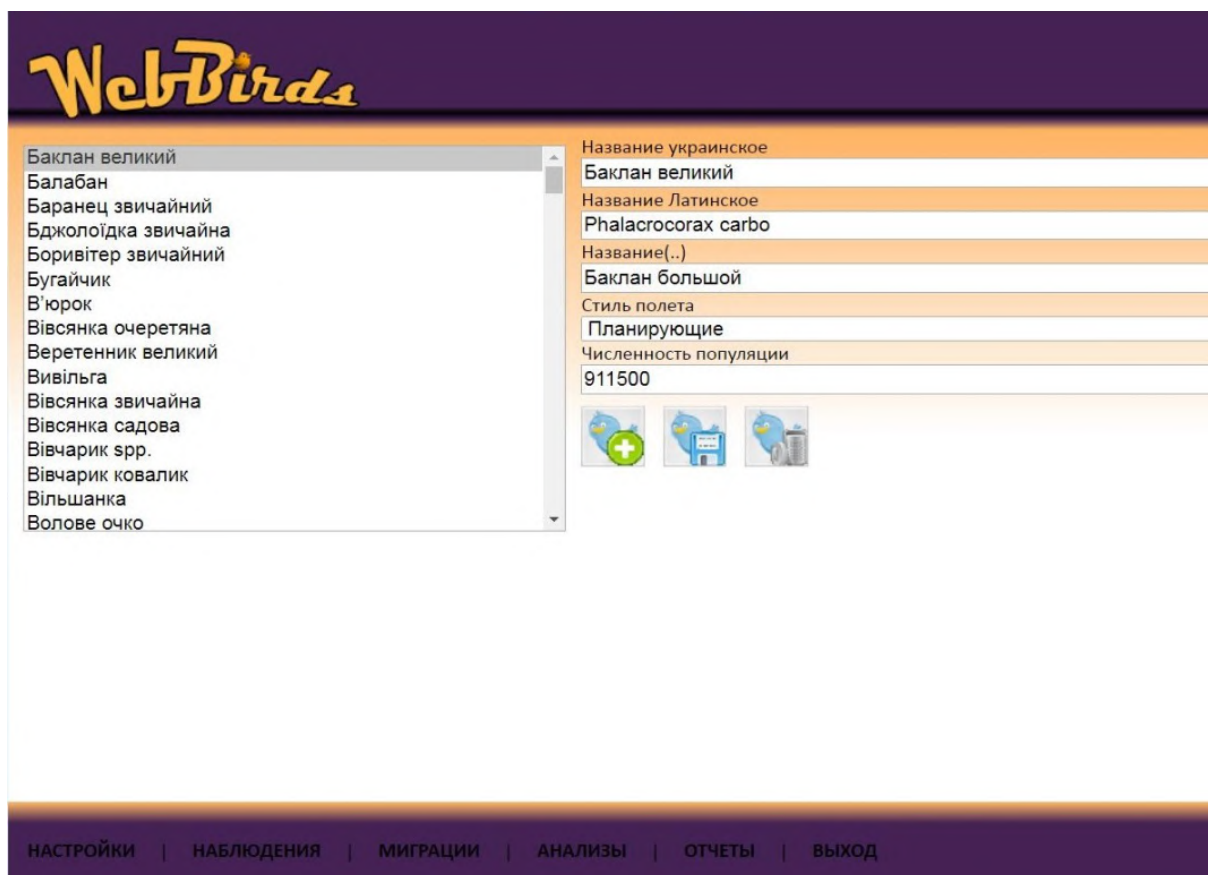 WebBirds
Баклан великий
Балабан
Баранец звичайний
Бджолоїдка звичайна
Боривітер звичайний
Бугайчик
В'юрок
Вівсянка очеретяна
Веретенник великий
Вивільга
Вівсянка звичайна
Вівсянка садова
Вівчарик spp.
Вівчарик ковалик
Вільшанка
Волове очко
Название украинское
Баклан великий
Название Латинское
Phalacrocorax carbo
Название(..)
Баклан большой
Стиль полета
Планирующие
Численность популяции
911500
НАСТРОЙКИ | НАБЛЮДЕНИЯ | МИГРАЦИИ | АНАЛИЗЫ | ОТЧЕТЫ | ВЫХОД